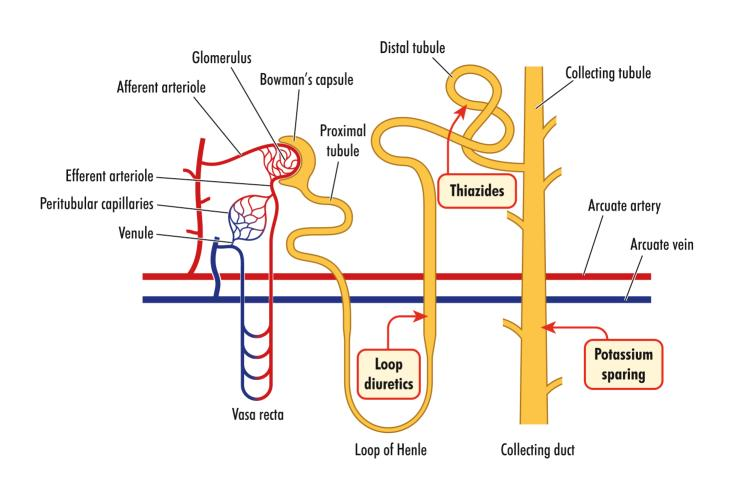 Distal tubule
Glomerulus
Collecting tubule
Bowman's capsule
Afferent arteriole
Proximal
tubule
Efferent arteriole
Thiazides
Peritubular capillaries
Arcuate artery
Venule
Arcuate vein
Loop
diuretics
Potassium
sparing
Vasa recta
Loop of Henle
Collecting duct